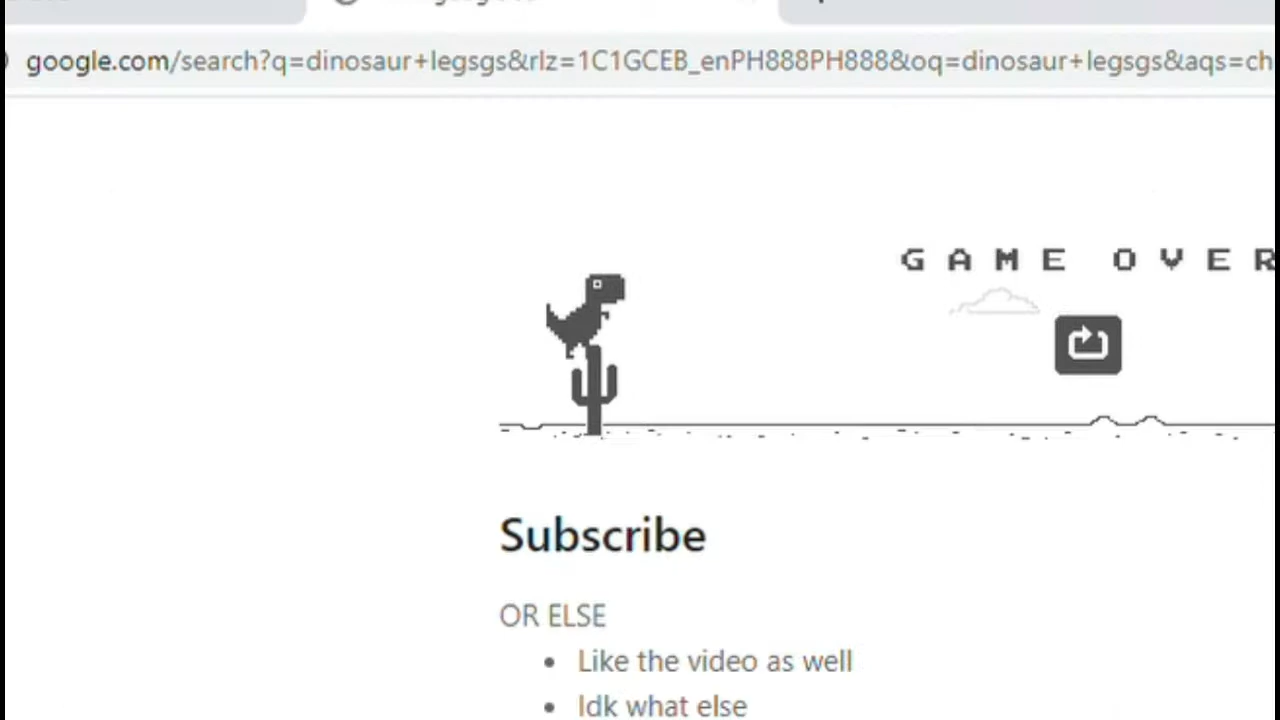 google.com/search?q=dinosaur+legsgs&rlz=1C1GCEB_enPH888PH888&oq=dinosaur+legsgs&aqs=ch
GAME OVER
Subscribe
OR ELSE
Like the video as well
Idk what else